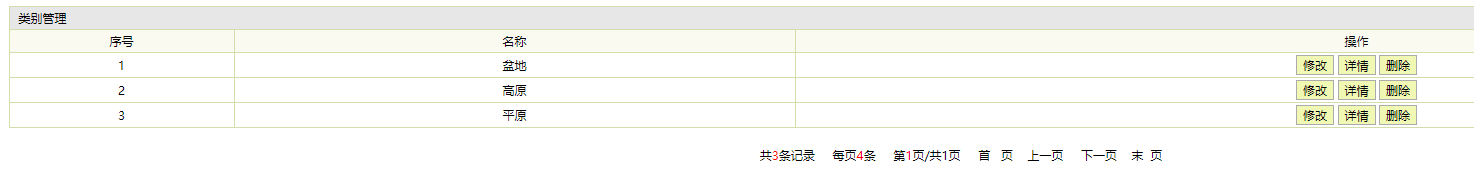 类别管理
序号 名称 操作
1 盆地 修改 详情 删除
2 高原 修改 详情 删除
3 平原 修改 详情 删除
共3条记录 每页4条 第1页/共1页 首 页 上一页 下一页 末 页